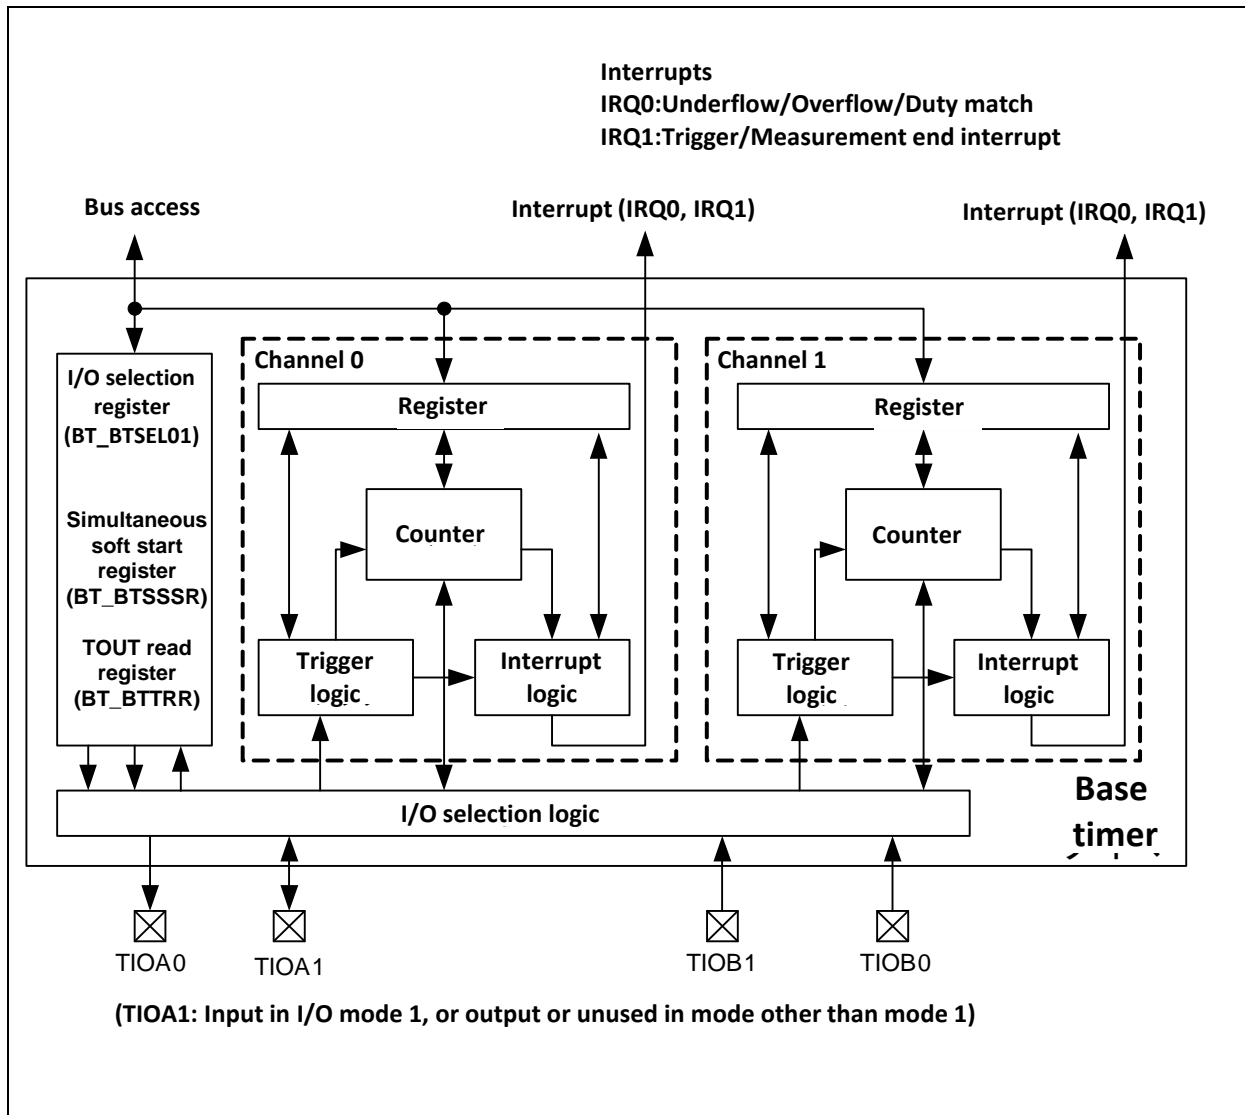 Interrupts
IRQ0:Underflow/Overflow/Duty match
IRQ1:Trigger/Measurement end interrupt
Bus access
Interrupt (IRQ0, IRQ1)
Interrupt (IRQ0, IRQ1)
I/O selection
register
(BT_BTSEL01)
Simultaneous
soft start
register
(BT_BTSSSR)
TOUT read
register
(BT_BTTRR)
Channel 0
Register
Counter
Trigger
logic
Interrupt
logic
Channel 1
Register
Counter
Trigger
logic
Interrupt
logic
I/O selection logic
Base
timer
TIOA0
TIOA1
TIOB1
TIOB0
(TIOA1: Input in I/O mode 1, or output or unused in mode other than mode 1)